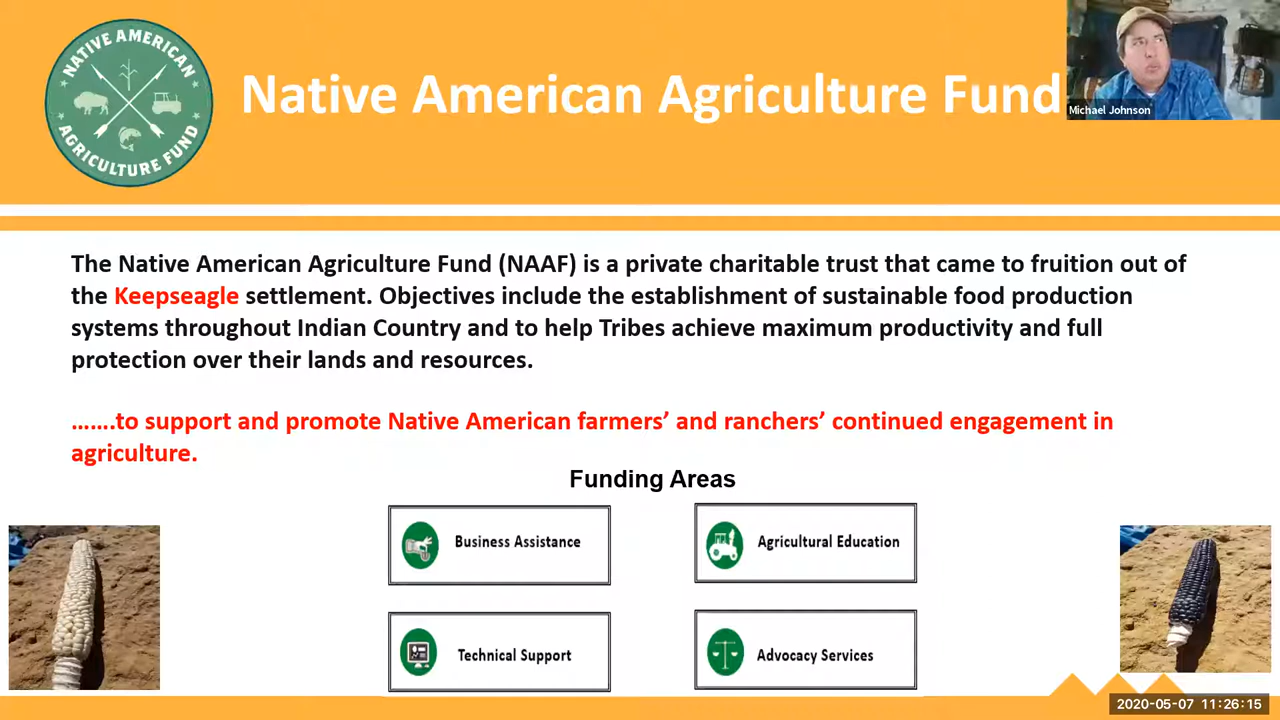 NATIVE AMERICAN
AGRICULTURE FUND
Native American Agriculture Fund
Michael Johnson
The Native American Agriculture Fund (NAAF) is a private charitable trust that came to fruition out of
the Keepseagle settlement. Objectives include the establishment of sustainable food production
systems throughout Indian Country and to help Tribes achieve maximum productivity and full
protection over their lands and resources.
…....to support and promote Native American farmers’ and ranchers’ continued engagement in
agriculture.
Funding Areas
Business Assistance
Agricultural Education
Technical Support
Advocacy Services
2020-05-07 11:26:15